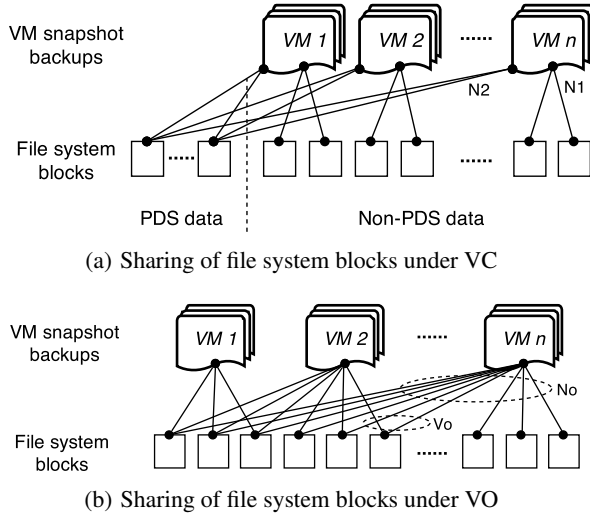 VM snapshot
backups
VM 1
VM 2
......
VM n
N2
N1
File system
blocks
......
......
PDS data
Non-PDS data
(a) Sharing of file system blocks under VC
VM snapshot
backups
VM 1
VM 2
......
VM n
No
Vo
File system
blocks
......
(b) Sharing of file system blocks under VO